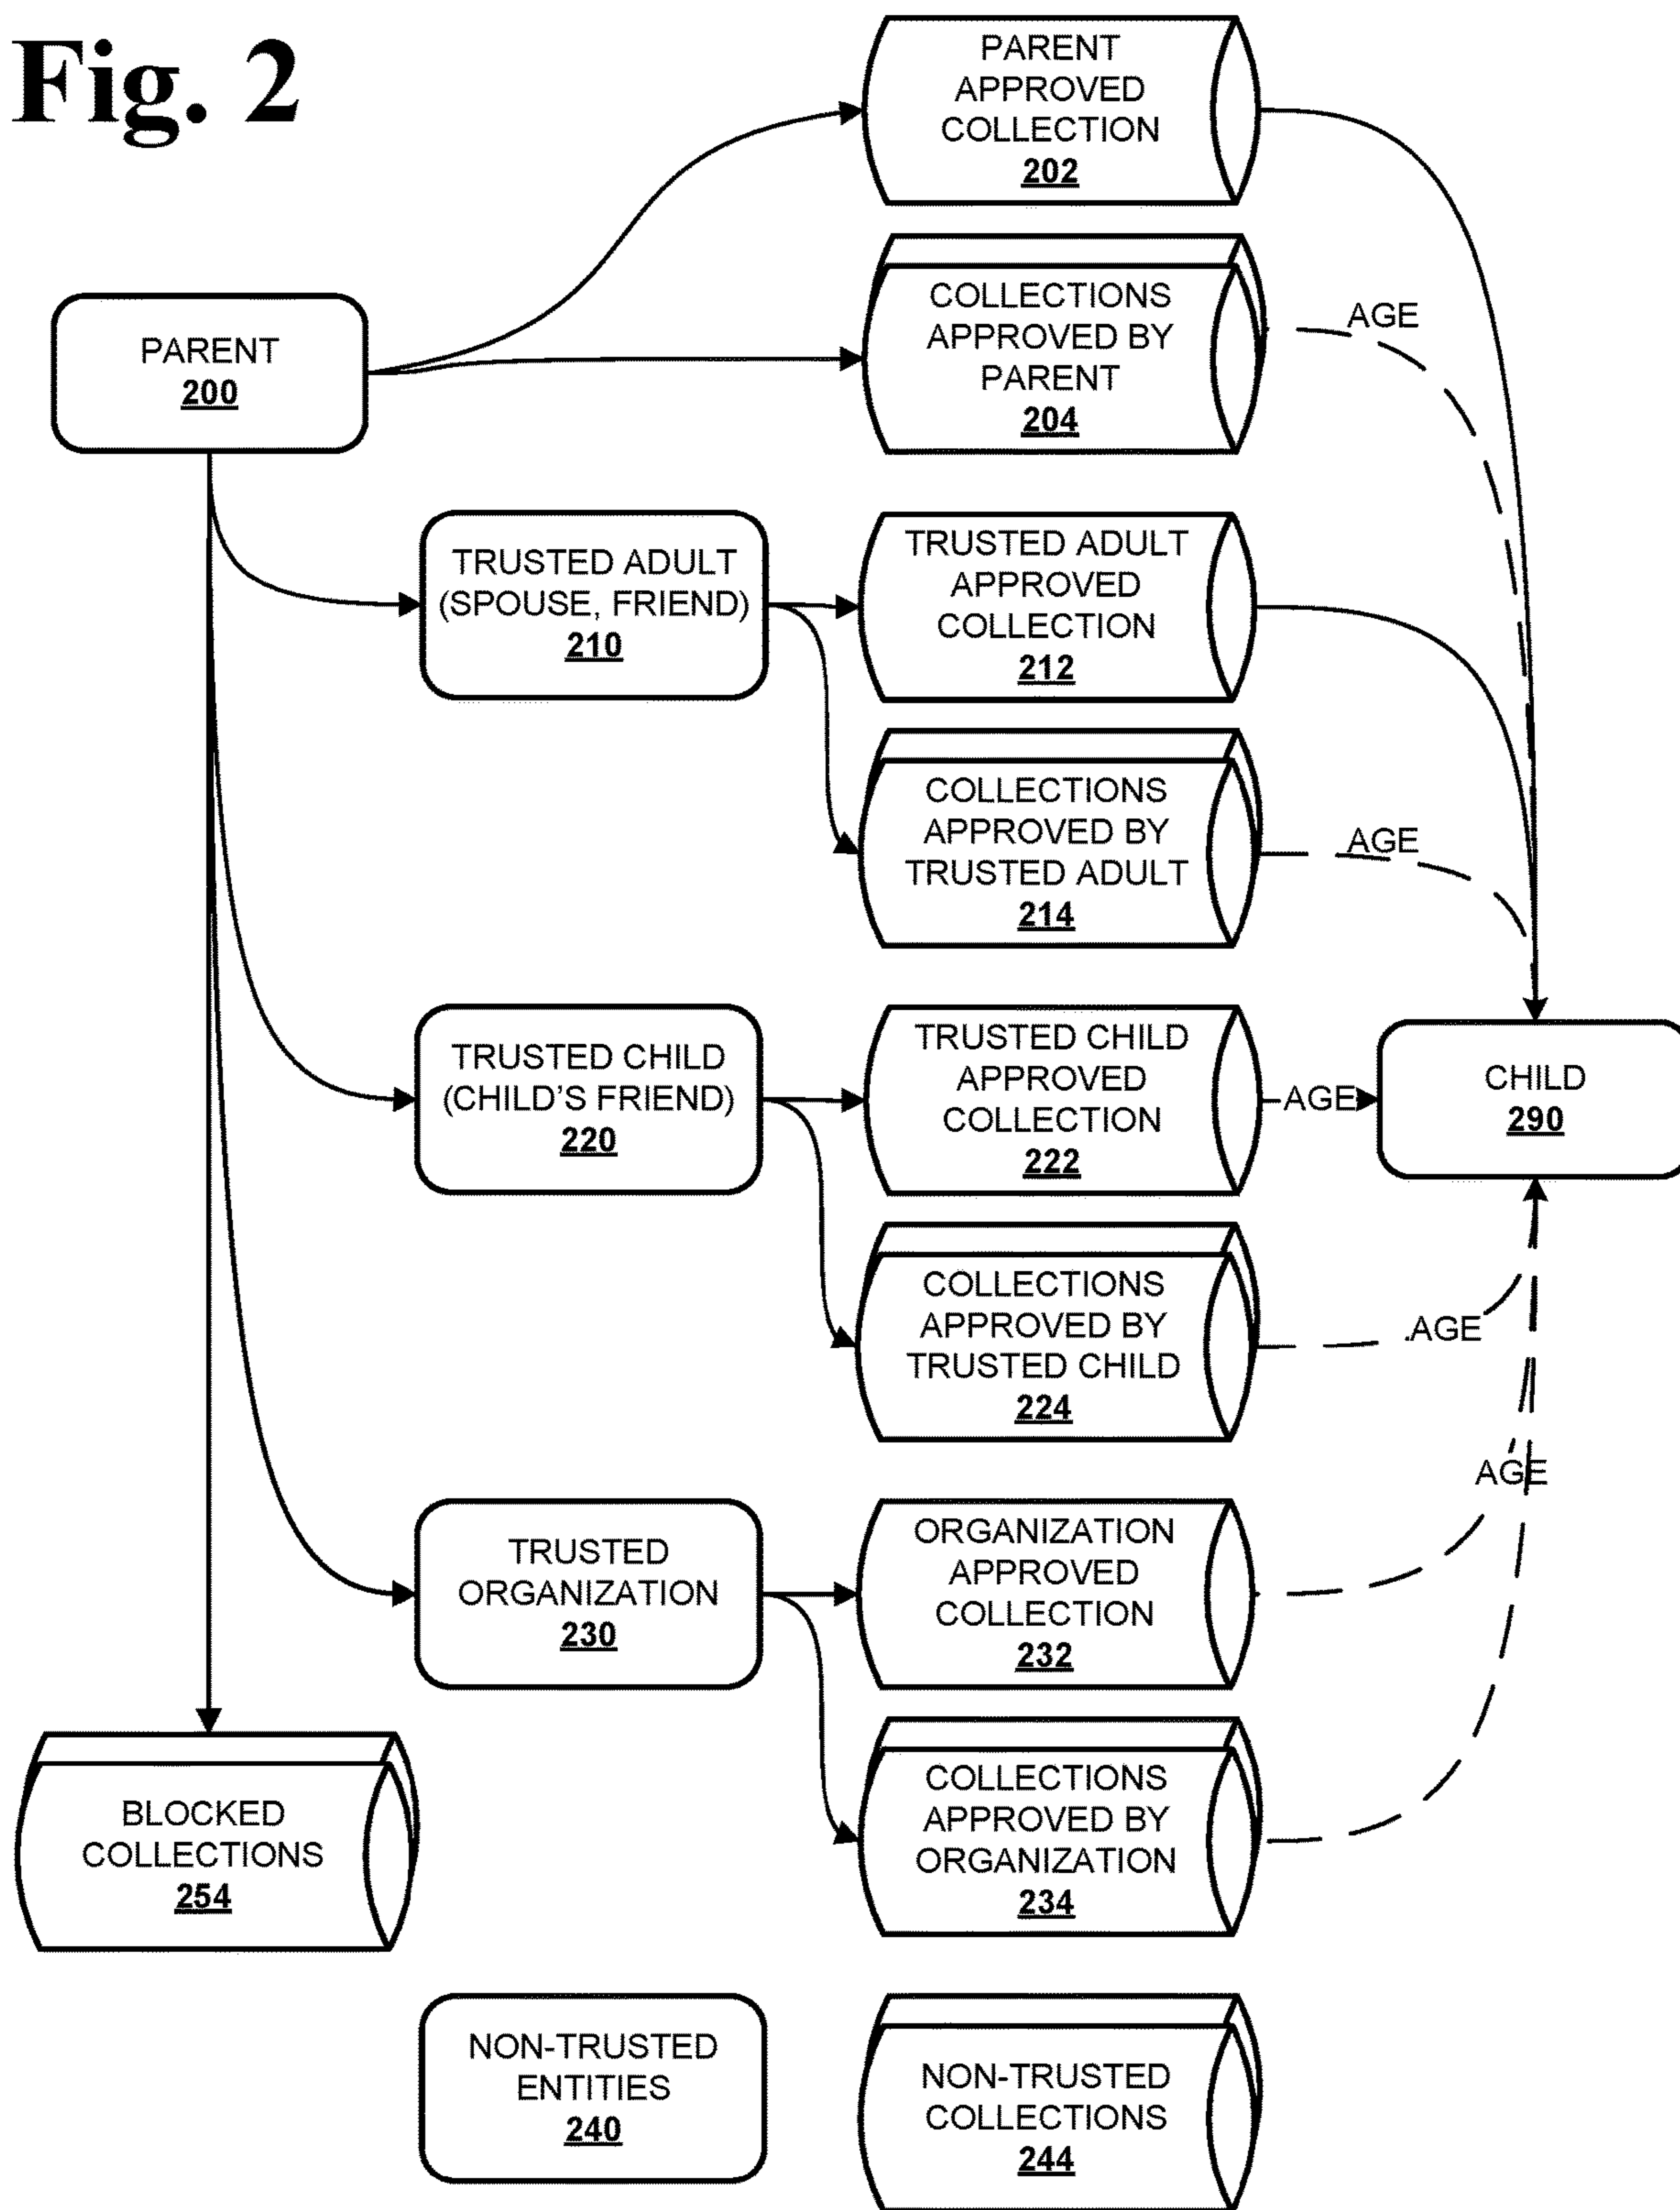 Fig. 2
PARENT
APPROVED
COLLECTION
202
COLLECTIONS
APPROVED BY
PARENT
204
AGE
PARENT
200
TRUSTED ADULT
(SPOUSE, FRIEND)
210
TRUSTED ADULT
APPROVED
COLLECTION
212
COLLECTIONS
APPROVED BY
TRUSTED ADULT
214
AGE
TRUSTED CHILD
(CHILD'S FRIEND)
220
TRUSTED CHILD
APPROVED
COLLECTION
222
AGE
CHILD
290
COLLECTIONS
APPROVED BY
TRUSTED CHILD
224
AGE
AGE
TRUSTED
ORGANIZATION
230
ORGANIZATION
APPROVED
COLLECTION
232
BLOCKED
COLLECTIONS
254
COLLECTIONS
APPROVED BY
ORGANIZATION
234
NON-TRUSTED
ENTITIES
240
NON-TRUSTED
COLLECTIONS
244